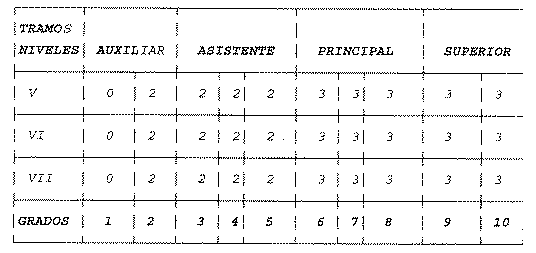 TRAMOS
NIVELES AUXILIAR ASISTENTE PRINCIPAL SUPERIOR
V 0 2 2 2 2 3 3 3 3 3
VI 0 2 2 2 2 3 3 3 3 3
VII 0 2 2 2 2 3 3 3 3 3
GRADOS 1 2 3 4 5 6 7 8 9 10